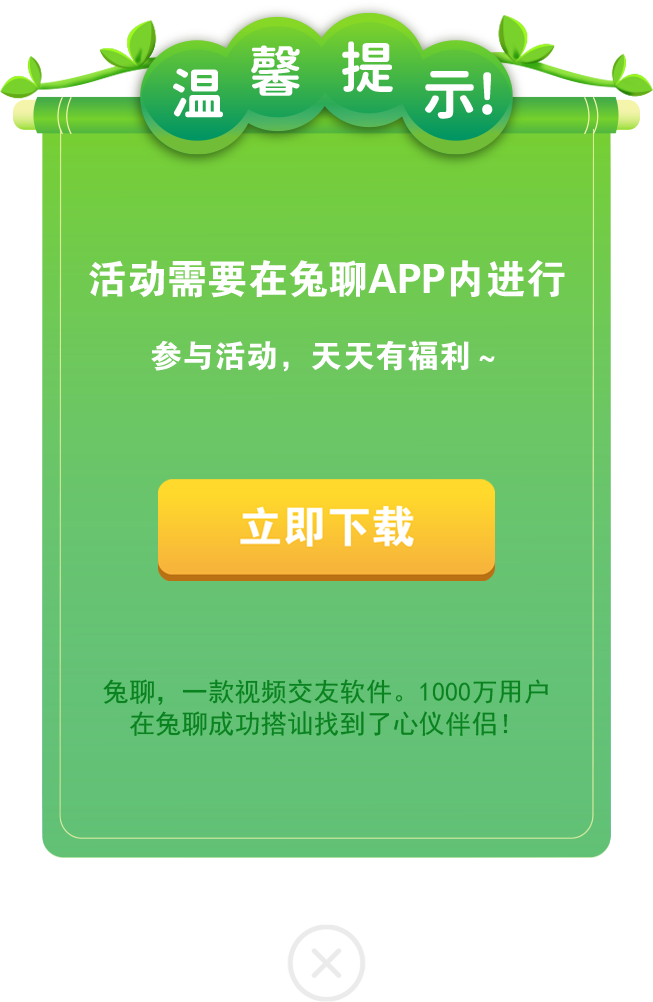 温馨提示!
活动需要在兔聊APP内进行
参与活动，天天有福利～
立即下载
兔聊，一款视频交友软件。1000万用户
在兔聊成功搭讪找到了心仪伴侣！